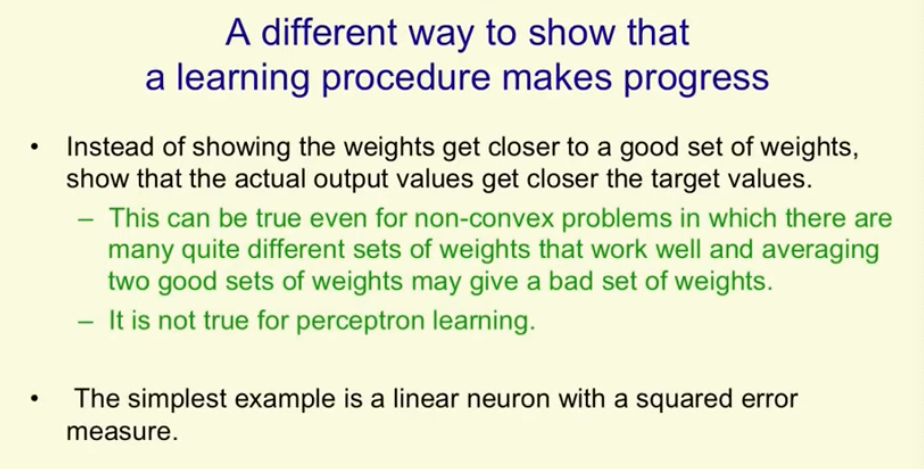 A different way to show that
a learning procedure makes progress
• Instead of showing the weights get closer to a good set of weights,
show that the actual output values get closer the target values.
– This can be true even for non-convex problems in which there are
many quite different sets of weights that work well and averaging
two good sets of weights may give a bad set of weights.
– It is not true for perceptron learning.
• The simplest example is a linear neuron with a squared error
measure.